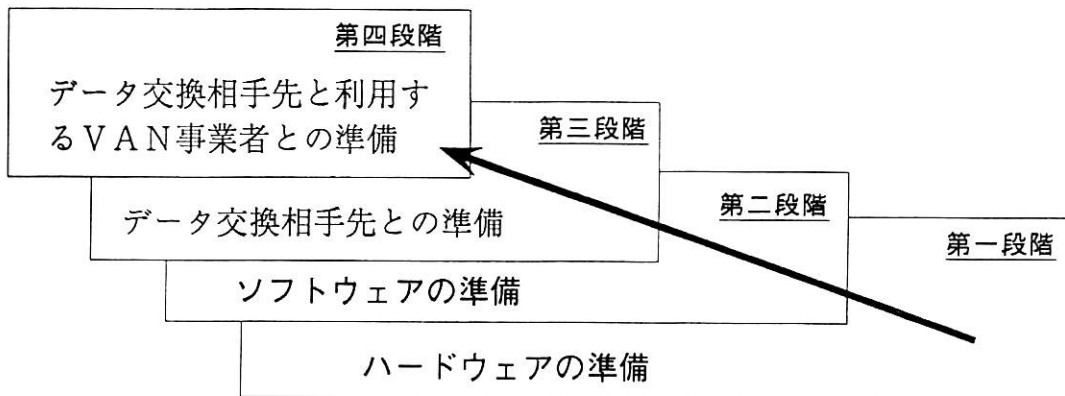 第四段階
データ交換相手先と利用す
るＶＡＮ事業者との準備
第三段階
データ交換相手先との準備
第二段階
ソフトウェアの準備
第一段階
ハードウェアの準備